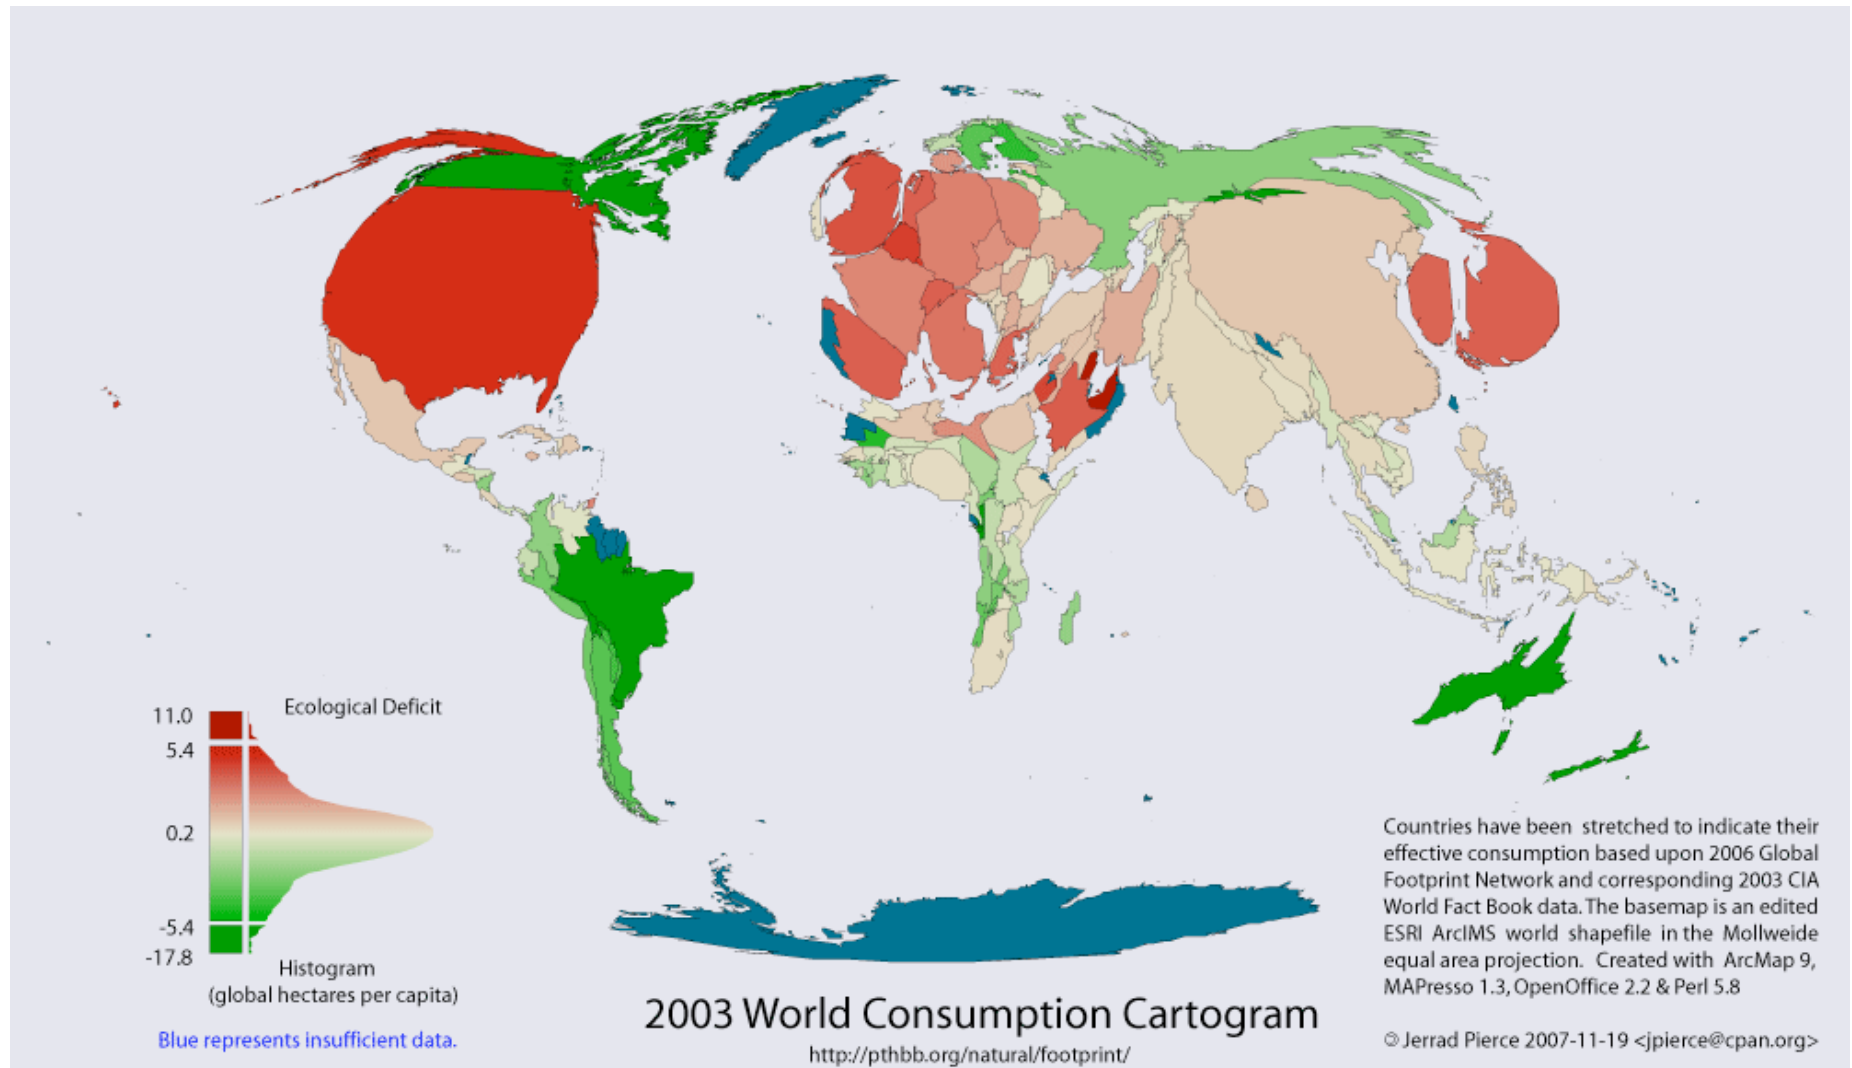 Ecological Deficit
11.0
5.4
0.2
-5.4
-17.8
Histogram
(global hectares per capita)
Blue represents insufficient data.
2003 World Consumption Cartogram
http://pthbb.org/natural/footprint/
Countries have been stretched to indicate their
effective consumption based upon 2006 Global
Footprint Network and corresponding 2003 CIA
World Fact Book data. The basemap is an edited
ESRI ArcIMS world shapefile in the Mollweide
equal area projection. Created with ArcMap 9,
MAPresso 1.3, OpenOffice 2.2 & Perl 5.8
© Jerrad Pierce 2007-11-19 <jpierce@cpan.org>